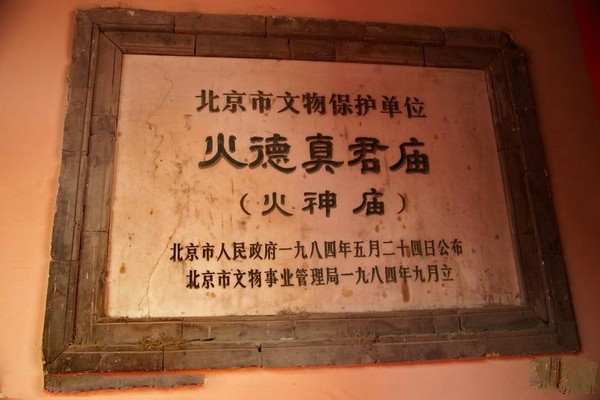 北京市文物保护单位
火德真君庙
（火神庙）
北京市人民政府一九八四年五月二十四日公布
北京市文物事业管理局一九八四年九月立